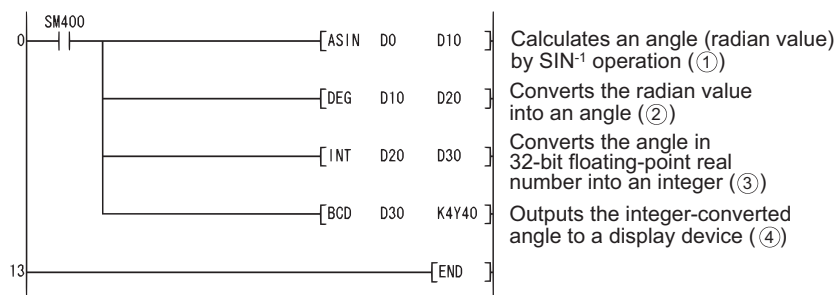 SM400
0 ASIN D0 D10 Calculates an angle (radian value)
by SIN-1 operation (①)
DEG D10 D20 Converts the radian value
into an angle (②)
Converts the angle in
INT D20 D30 32-bit floating-point real
number into an integer (③)
BCD D30 K4Y40 Outputs the integer-converted
angle to a display device (④)
13 END